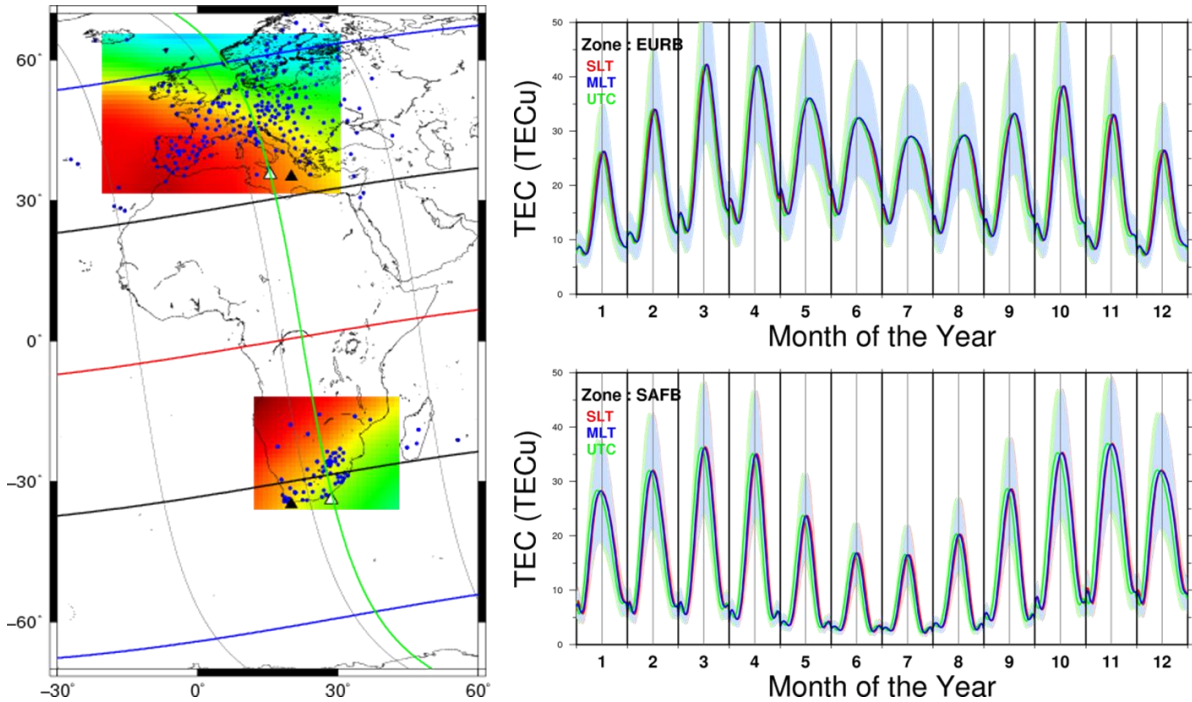 60°
30°
0°
−30°
−60°
−30°
0°
30°
60°
Zone : EURB
SLT
MLT
UTC
TEC (TECu)
50
40
30
20
10
0
1 2 3 4 5 6 7 8 9 10 11 12
Month of the Year
Zone : SAFB
SLT
MLT
UTC
TEC (TECu)
50
40
30
20
10
0
1 2 3 4 5 6 7 8 9 10 11 12
Month of the Year